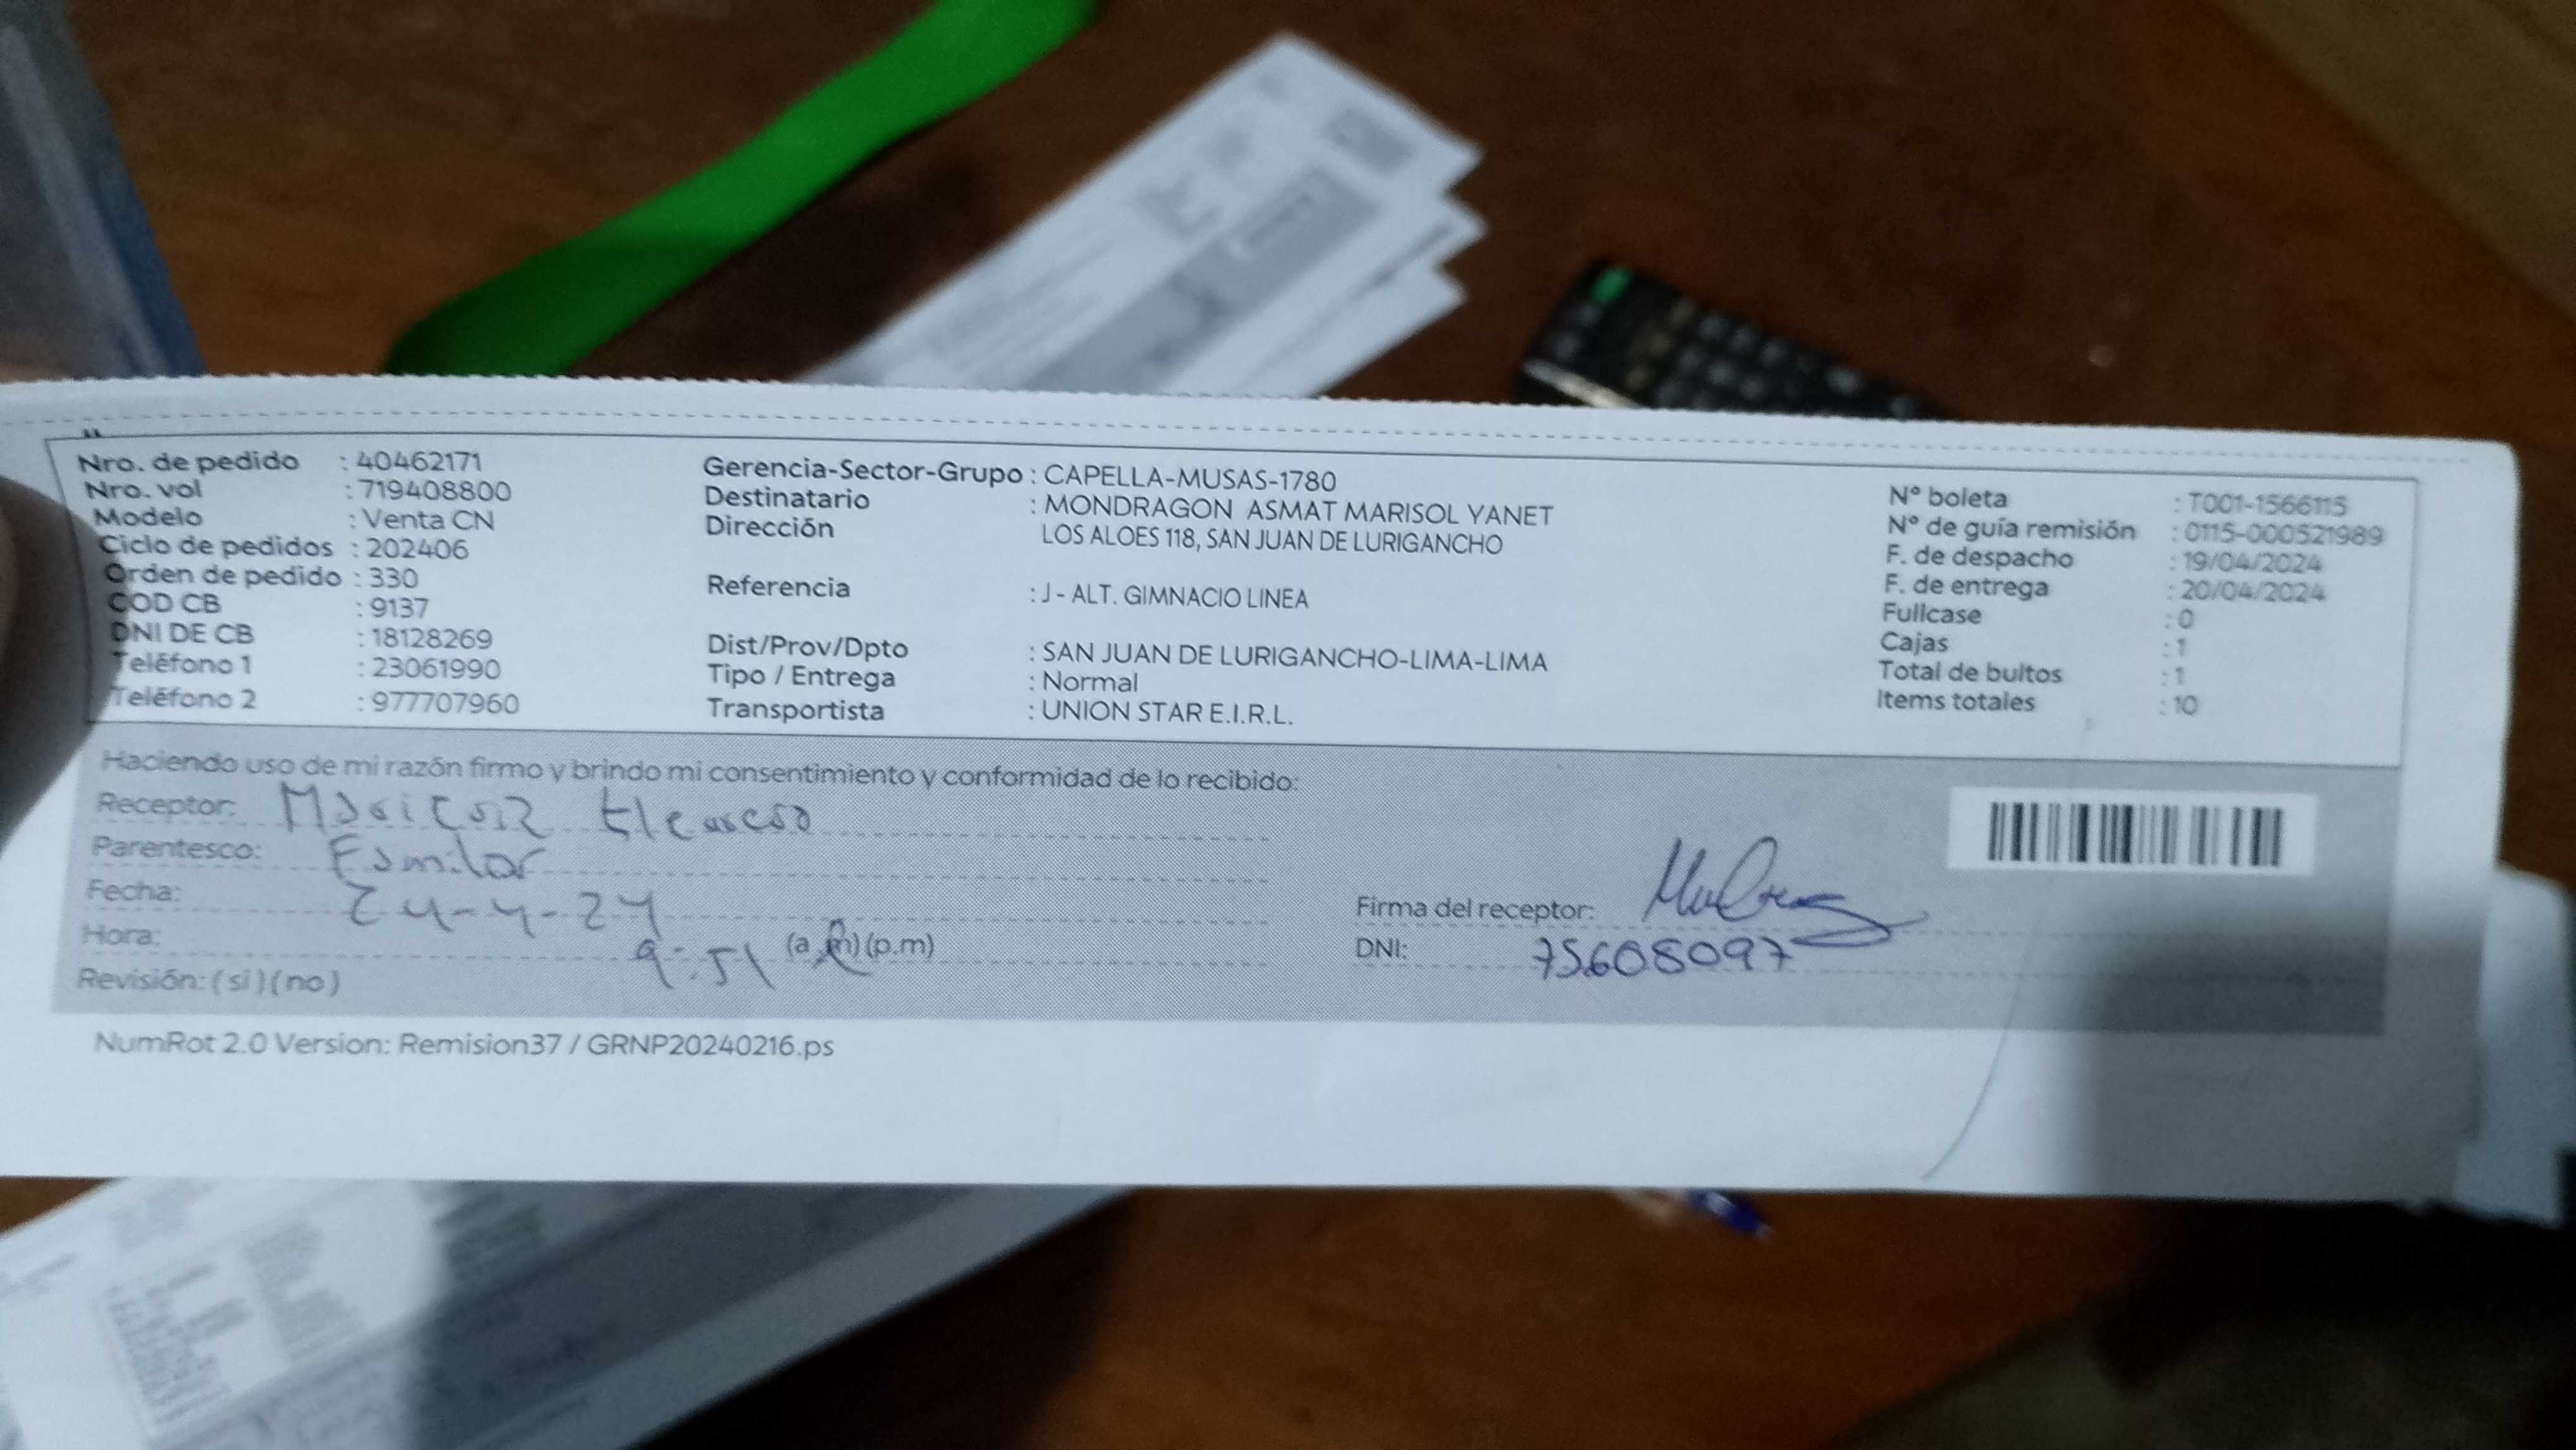 Nro. de pedido : 40462171
Nro. vol : 719408800
Modelo : Venta CN
Ciclo de pedidos : 202406
Orden de pedido : 330
COD CB : 9137
DNI DE CB : 18128269
Teléfono 1 : 23061990
Teléfono 2 : 977707960
Gerencia-Sector-Grupo : CAPELLA-MUSAS-1780
Destinatario : MONDRAGON ASMAT MARISOL YANET
Dirección LOS ALOES 118, SAN JUAN DE LURIGANCHO
Referencia : J - ALT. GIMNACIO LINEA
Dist/Prov/Dpto : SAN JUAN DE LURIGANCHO-LIMA-LIMA
Tipo / Entrega : Normal
Transportista : UNION STAR E.I.R.L.
N° boleta : T001-1566115
N° de guía remisión : 0115-000521989
F. de despacho : 19/04/2024
F. de entrega : 20/04/2024
Fullcase : 0
Cajas : 1
Total de bultos : 1
Items totales : 10
Haciendo uso de mi razón firmo y brindo mi consentimiento y conformidad de lo recibido:
Receptor:
Parentesco: Familar
Fecha: 24-4-24
Hora: 9:51 (a.m) (p.m)
Revisión: ( si ) ( no )
Firma del receptor:
DNI: 75608097
NumRot 2.0 Version: Remision37 / GRNP20240216.ps